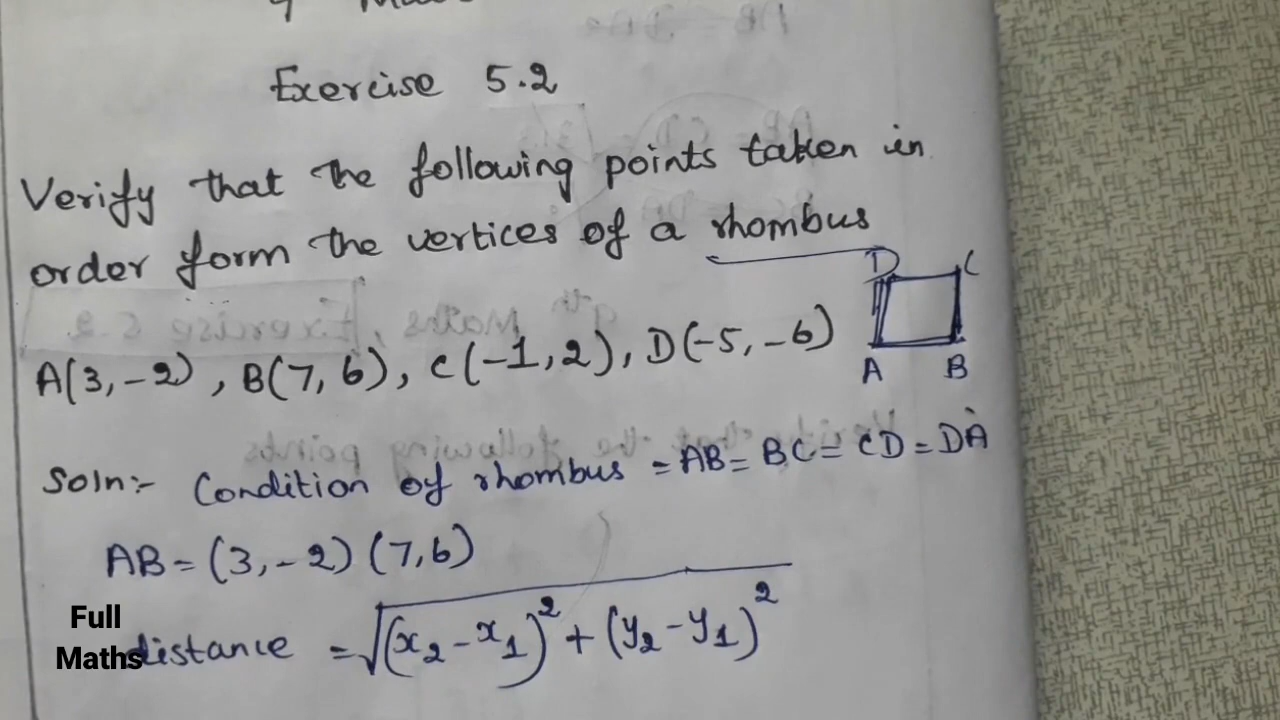 Exercise 5.2
Verify that the following points taken in
order form the vertices of a rhombus
D C
A(3,-2), B(7,6), C(-1,2), D(-5,-6)
A B
Soln:- Condition of rhombus = AB = BC = CD = DA
AB = (3,-2) (7,6)
Full
Maths
distance = √(x₂-x₁)² + (y₂-y₁)²